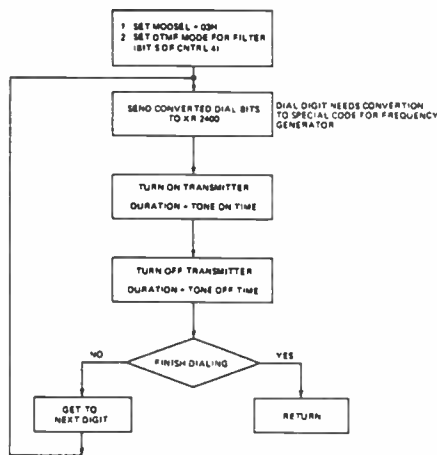 1 SET MODSEL = 03H
2 SET DTMF MODE FOR FILTER
(BIT 5 OF CNTRL 4)
SEND CONVERTED DIAL BITS
TO XR 2400
DIAL DIGIT NEEDS CONVERTION
TO SPECIAL CODE FOR FREQUENCY
GENERATOR
TURN ON TRANSMITTER
DURATION = TONE ON TIME
TURN OFF TRANSMITTER
DURATION = TONE OFF TIME
NO
FINISH DIALING
YES
GET TO
NEXT DIGIT
RETURN